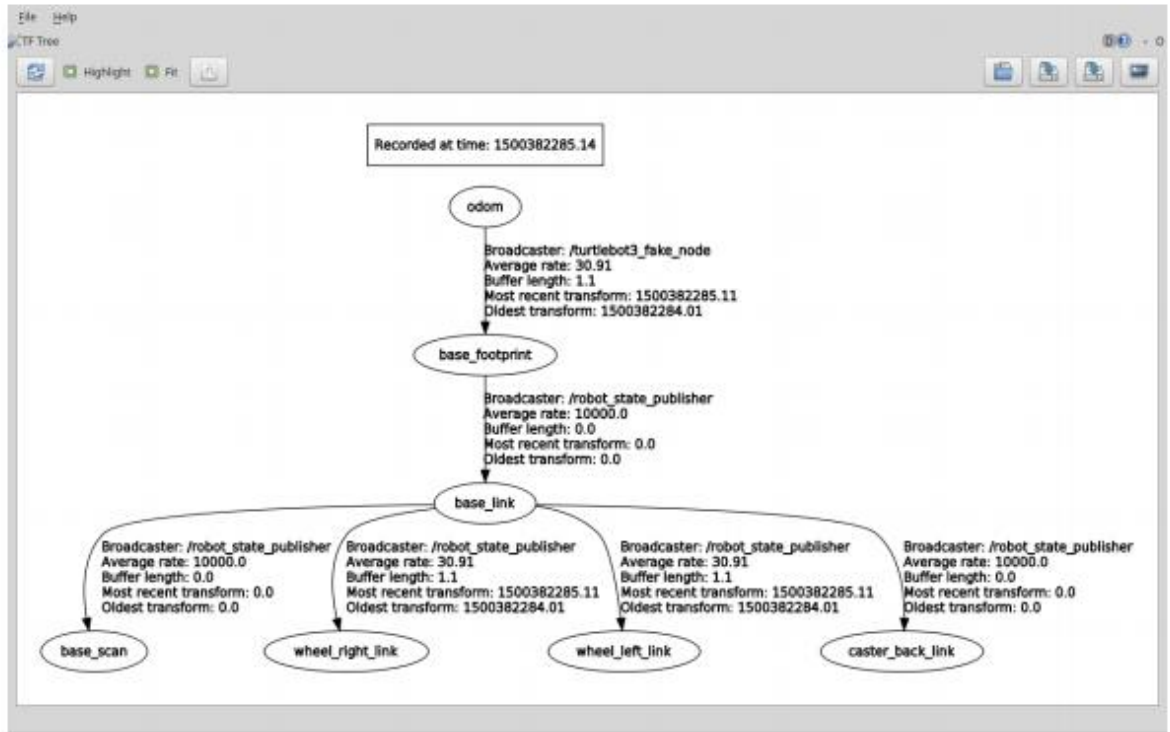 File Help
TF Tree
Highlight Fit
Recorded at time: 1500382285.14
odom
Broadcaster: /turtlebot3_fake_node
Average rate: 30.91
Buffer length: 1.1
Most recent transform: 1500382285.11
Oldest transform: 1500382284.01
base_footprint
Broadcaster: /robot_state_publisher
Average rate: 10000.0
Buffer length: 0.0
Most recent transform: 0.0
Oldest transform: 0.0
base_link
Broadcaster: /robot_state_publisher
Average rate: 10000.0
Buffer length: 0.0
Most recent transform: 0.0
Oldest transform: 0.0
Broadcaster: /robot_state_publisher
Average rate: 30.91
Buffer length: 1.1
Most recent transform: 1500382285.11
Oldest transform: 1500382284.01
Broadcaster: /robot_state_publisher
Average rate: 30.91
Buffer length: 1.1
Most recent transform: 1500382285.11
Oldest transform: 1500382284.01
Broadcaster: /robot_state_publisher
Average rate: 10000.0
Buffer length: 0.0
Most recent transform: 0.0
Oldest transform: 0.0
base_scan
wheel_right_link
wheel_left_link
caster_back_link